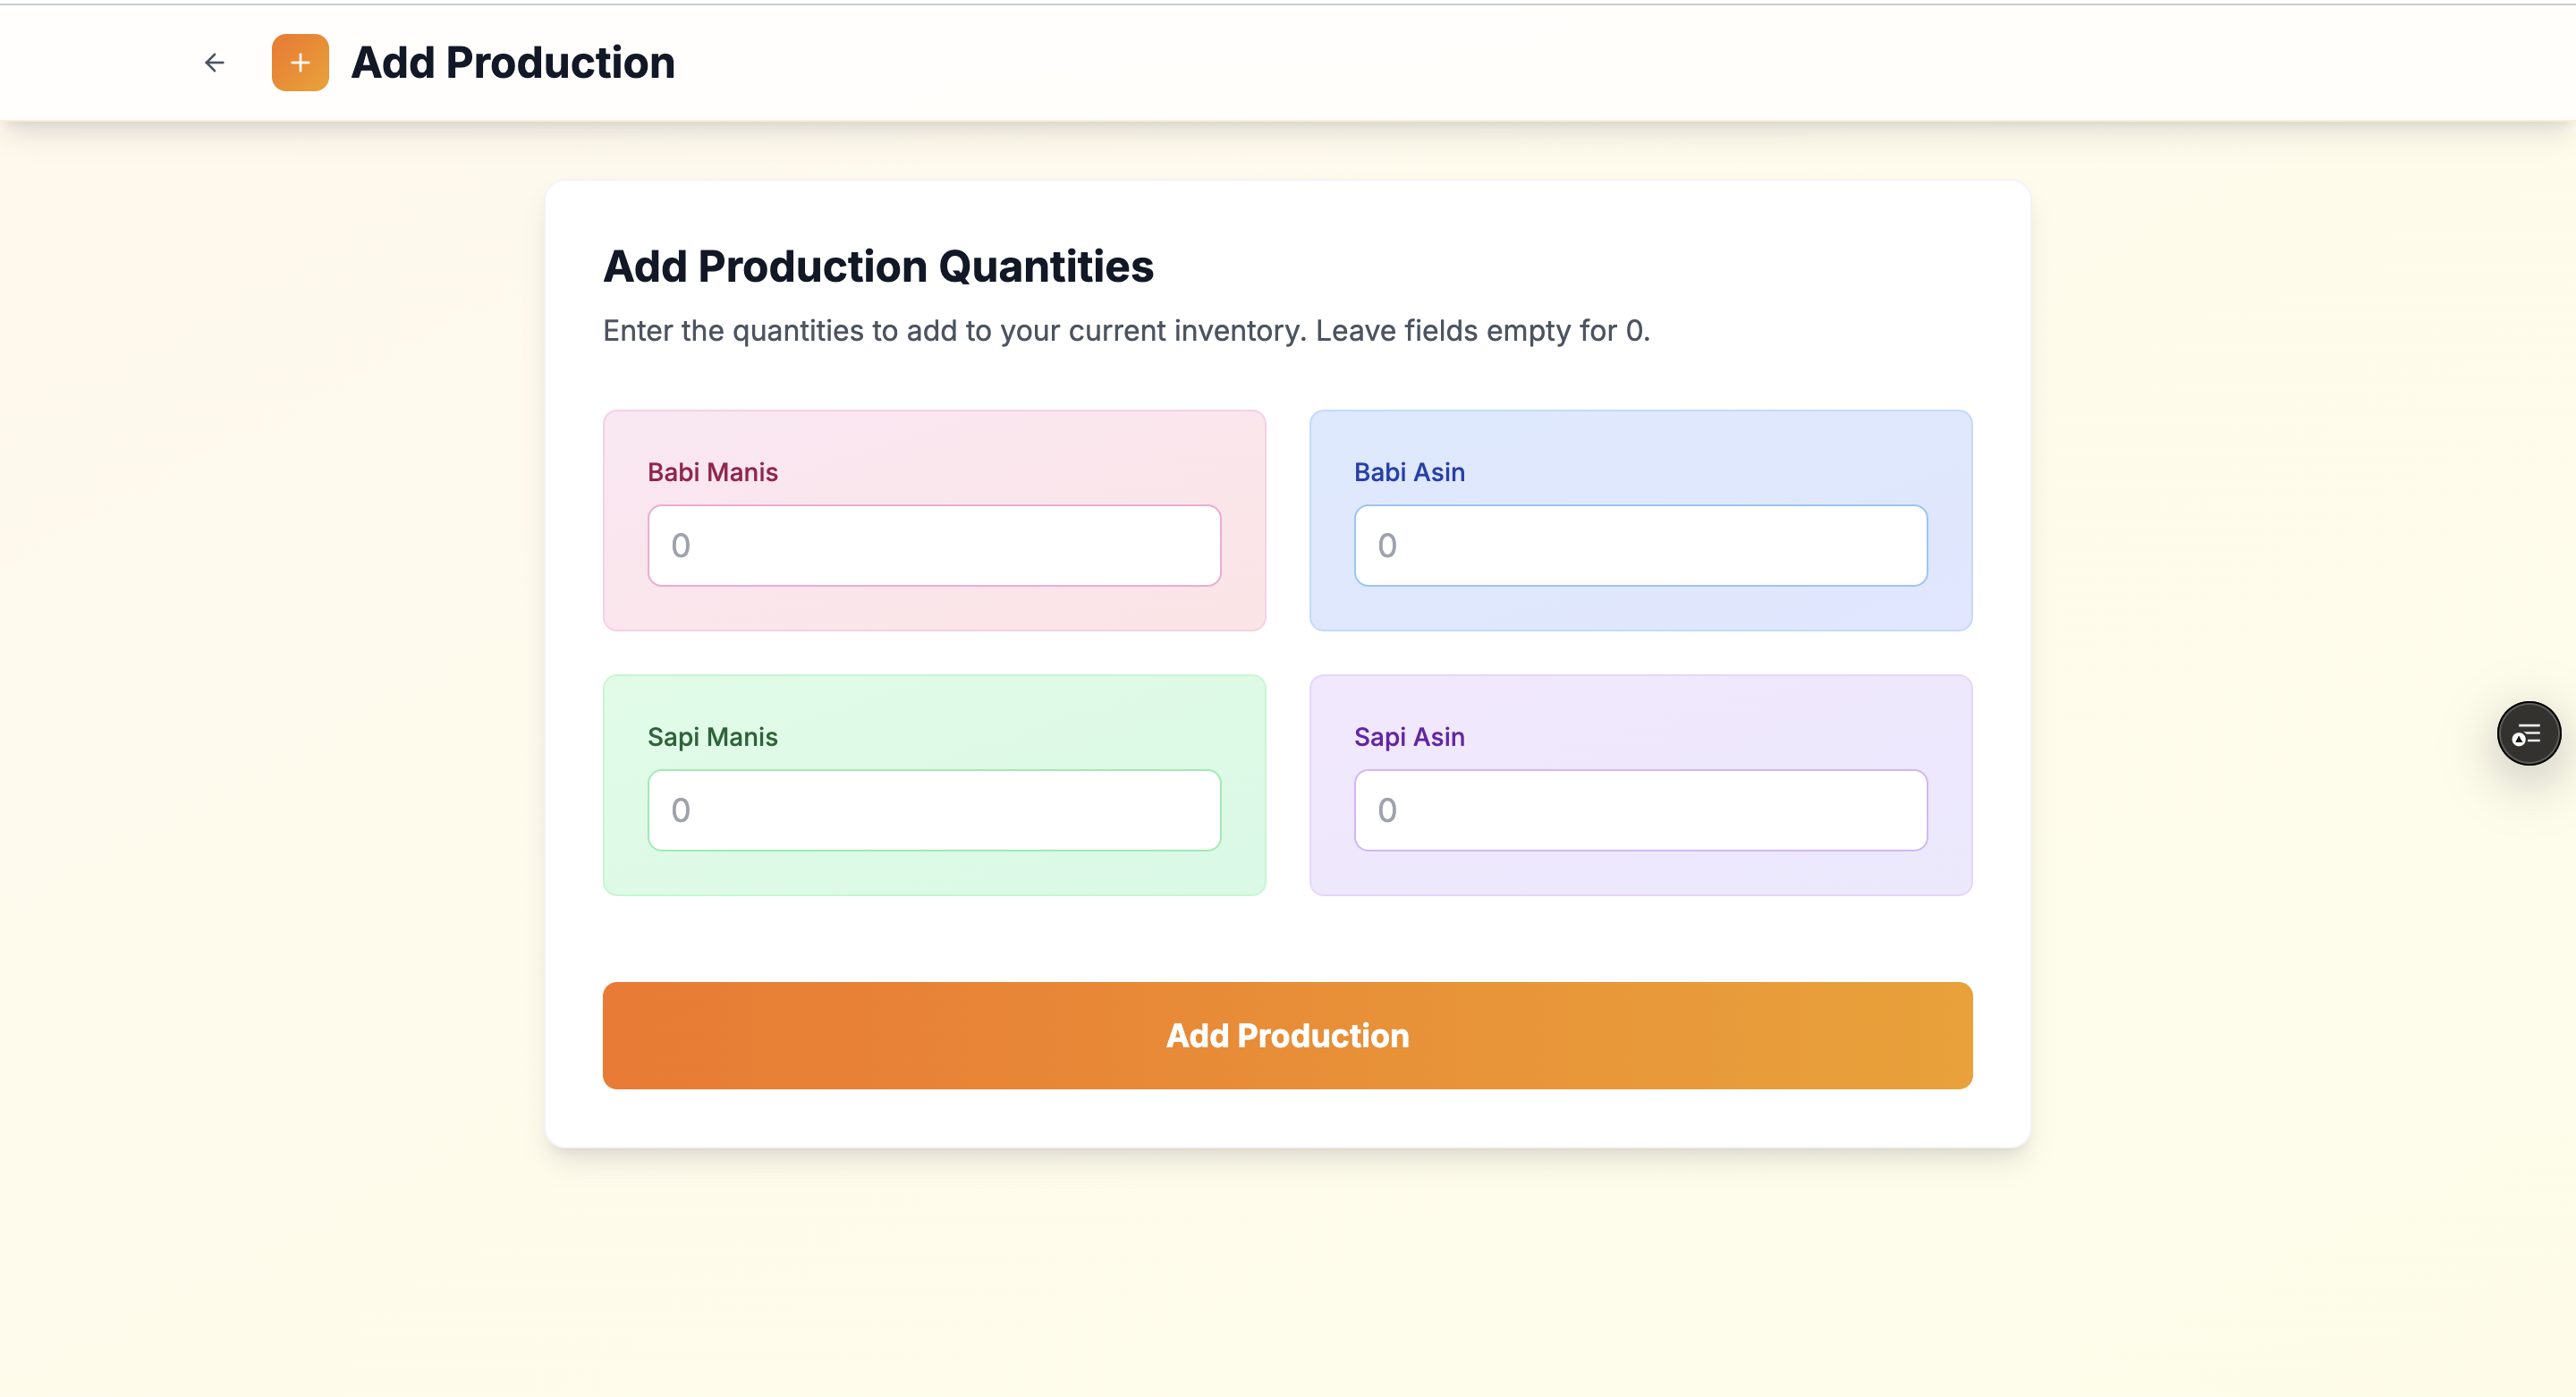 Add Production
Add Production Quantities
Enter the quantities to add to your current inventory. Leave fields empty for 0.
Babi Manis
0
Babi Asin
0
Sapi Manis
0
Sapi Asin
0
Add Production